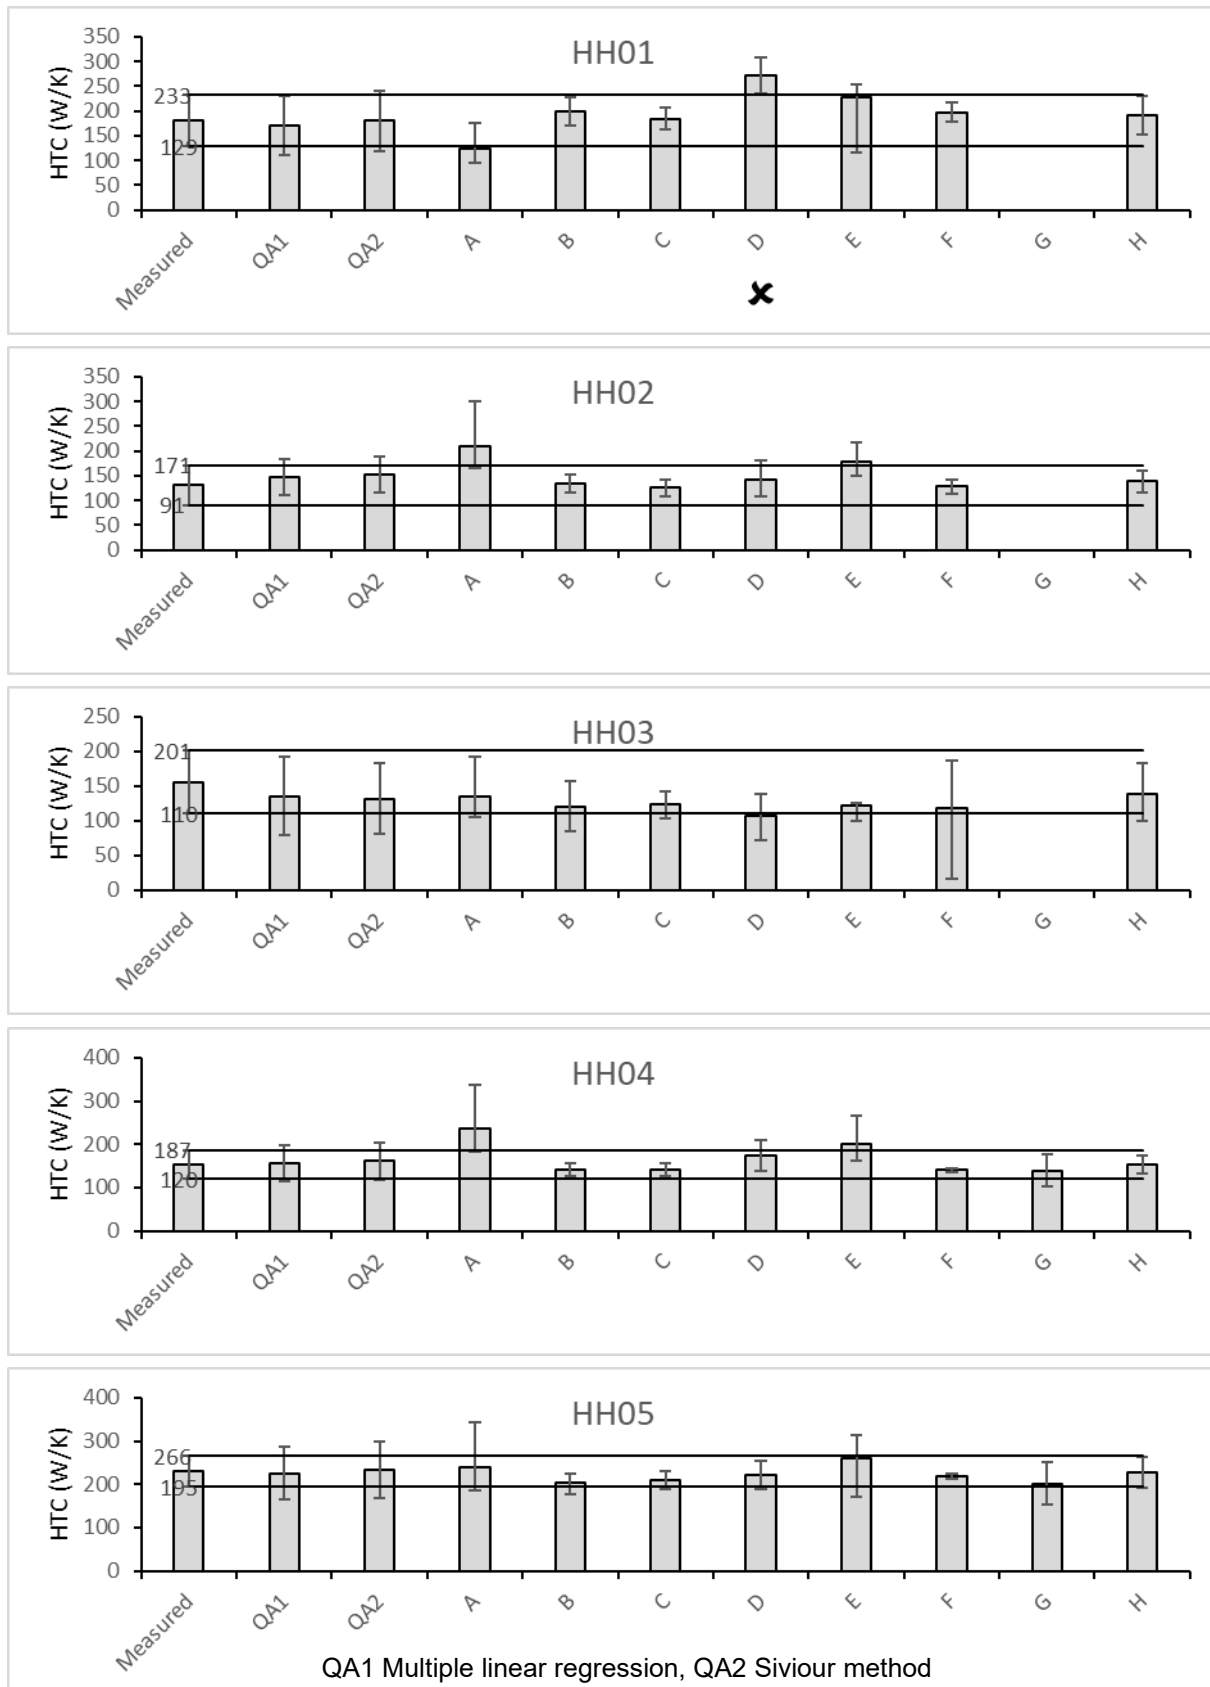 HH01
HTC (W/K)
350
300
250
200
150
100
50
0
233
129
Measured QA1 QA2 A B C D E F G H
✘
HH02
HTC (W/K)
350
300
250
200
150
100
50
0
171
91
Measured QA1 QA2 A B C D E F G H
HH03
HTC (W/K)
250
200
150
100
50
0
201
110
Measured QA1 QA2 A B C D E F G H
HH04
HTC (W/K)
400
300
200
100
0
187
120
Measured QA1 QA2 A B C D E F G H
HH05
HTC (W/K)
400
300
200
100
0
266
195
Measured QA1 QA2 A B C D E F G H
QA1 Multiple linear regression, QA2 Siviour method